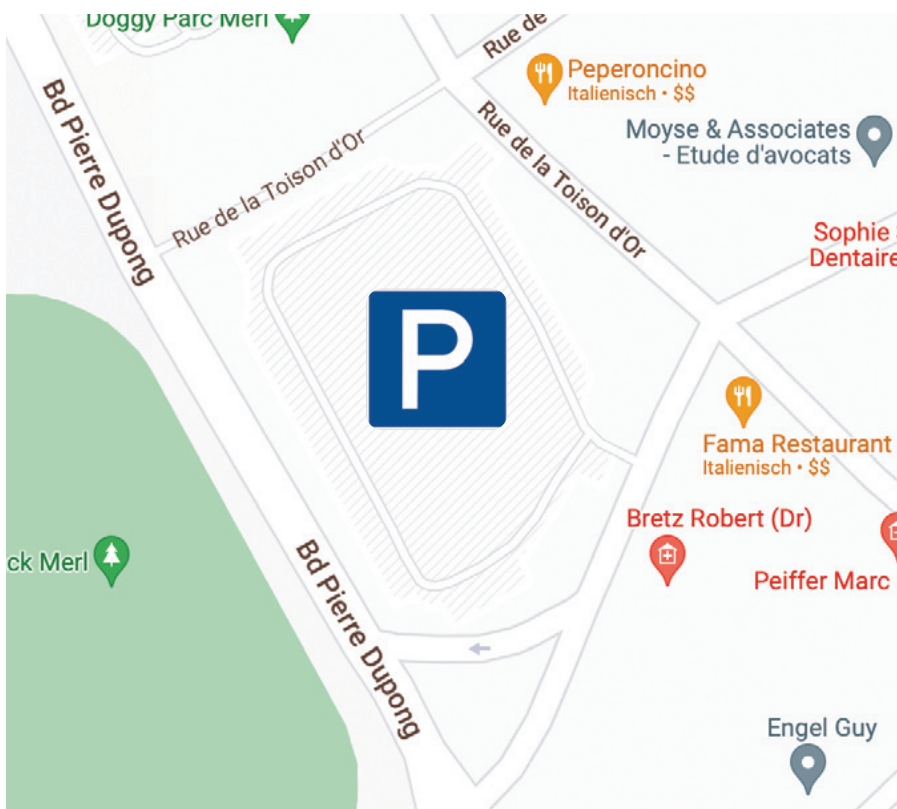 Doggy Parc Merl
Rue de
Peperoncino
Italienisch • $$
Bd Pierre Dupong
Rue de la Toison d'Or
Rue de la Toison d'Or
Moyse & Associates
- Etude d'avocats
Sophie
Dentaire
P
Fama Restaurant
Italienisch • $$
Bretz Robert (Dr)
Peiffer Marc
ck Merl
Bd Pierre Dupong
Engel Guy